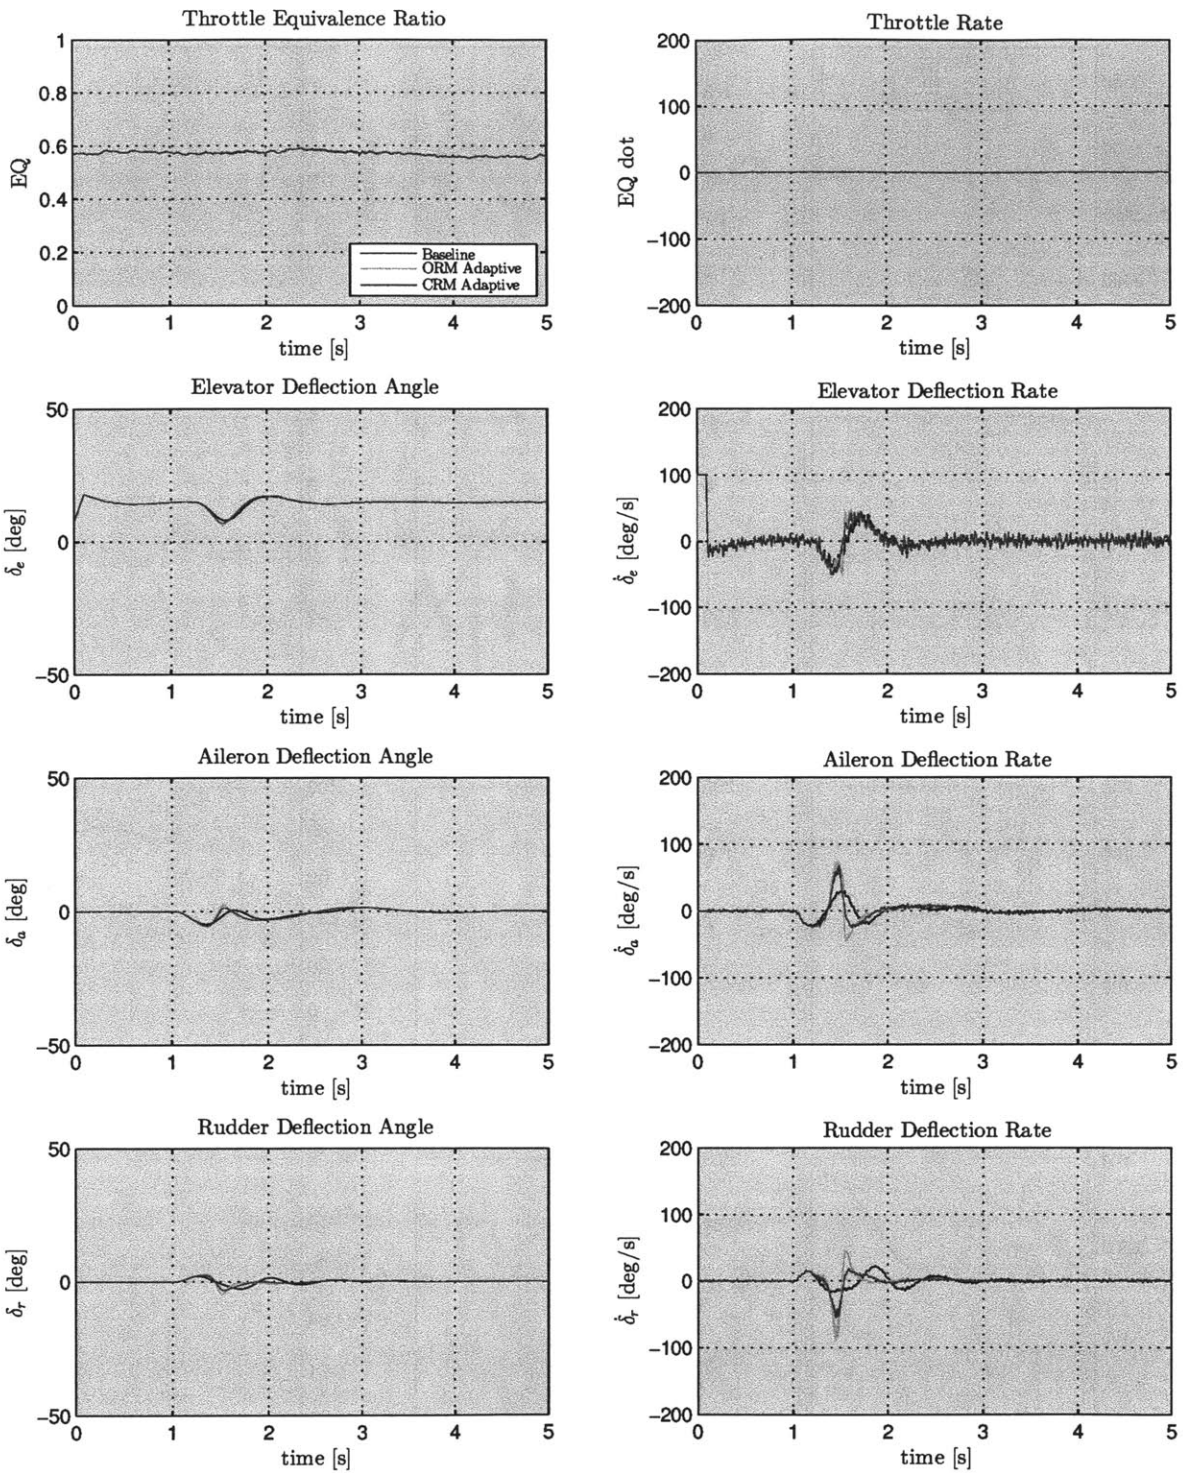 Throttle Equivalence Ratio
1
0.8
0.6
0.4
0.2
0
EQ
Baseline
ORM Adaptive
CRM Adaptive
0 1 2 3 4 5
time [s]
Throttle Rate
200
100
0
−100
−200
EQ dot
0 1 2 3 4 5
time [s]
Elevator Deflection Angle
50
0
−50
δₑ [deg]
0 1 2 3 4 5
time [s]
Elevator Deflection Rate
200
100
0
−100
−200
δ̇ₑ [deg/s]
0 1 2 3 4 5
time [s]
Aileron Deflection Angle
50
0
−50
δₐ [deg]
0 1 2 3 4 5
time [s]
Aileron Deflection Rate
200
100
0
−100
−200
δ̇ₐ [deg/s]
0 1 2 3 4 5
time [s]
Rudder Deflection Angle
50
0
−50
δᵣ [deg]
0 1 2 3 4 5
time [s]
Rudder Deflection Rate
200
100
0
−100
−200
δ̇ᵣ [deg/s]
0 1 2 3 4 5
time [s]